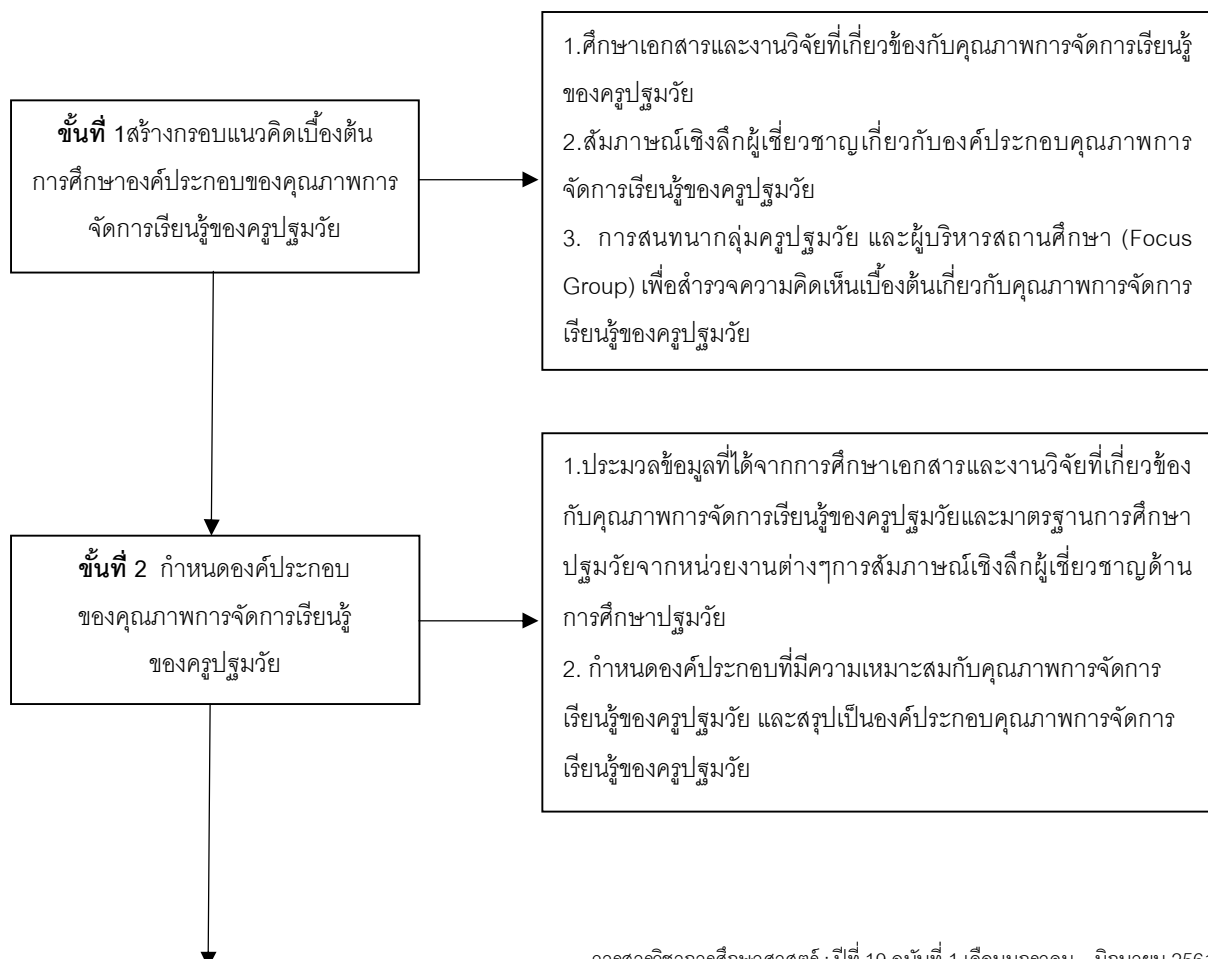 1.ศึกษาเอกสารและงานวิจัยที่เกี่ยวข้องกับคุณภาพการจัดการเรียนรู้
ของครูปฐมวัย
2.สัมภาษณ์เชิงลึกผู้เชี่ยวชาญเกี่ยวกับองค์ประกอบคุณภาพการ
จัดการเรียนรู้ของครูปฐมวัย
3. การสนทนากลุ่มครูปฐมวัย และผู้บริหารสถานศึกษา (Focus
Group) เพื่อสำรวจความคิดเห็นเบื้องต้นเกี่ยวกับคุณภาพการจัดการ
เรียนรู้ของครูปฐมวัย
ขั้นที่ 1สร้างกรอบแนวคิดเบื้องต้น
การศึกษาองค์ประกอบของคุณภาพการ
จัดการเรียนรู้ของครูปฐมวัย
1.ประมวลข้อมูลที่ได้จากการศึกษาเอกสารและงานวิจัยที่เกี่ยวข้อง
กับคุณภาพการจัดการเรียนรู้ของครูปฐมวัยและมาตรฐานการศึกษา
ปฐมวัยจากหน่วยงานต่างๆการสัมภาษณ์เชิงลึกผู้เชี่ยวชาญด้าน
การศึกษาปฐมวัย
2. กำหนดองค์ประกอบที่มีความเหมาะสมกับคุณภาพการจัดการ
เรียนรู้ของครูปฐมวัย และสรุปเป็นองค์ประกอบคุณภาพการจัดการ
เรียนรู้ของครูปฐมวัย
ขั้นที่ 2 กำหนดองค์ประกอบ
ของคุณภาพการจัดการเรียนรู้
ของครูปฐมวัย